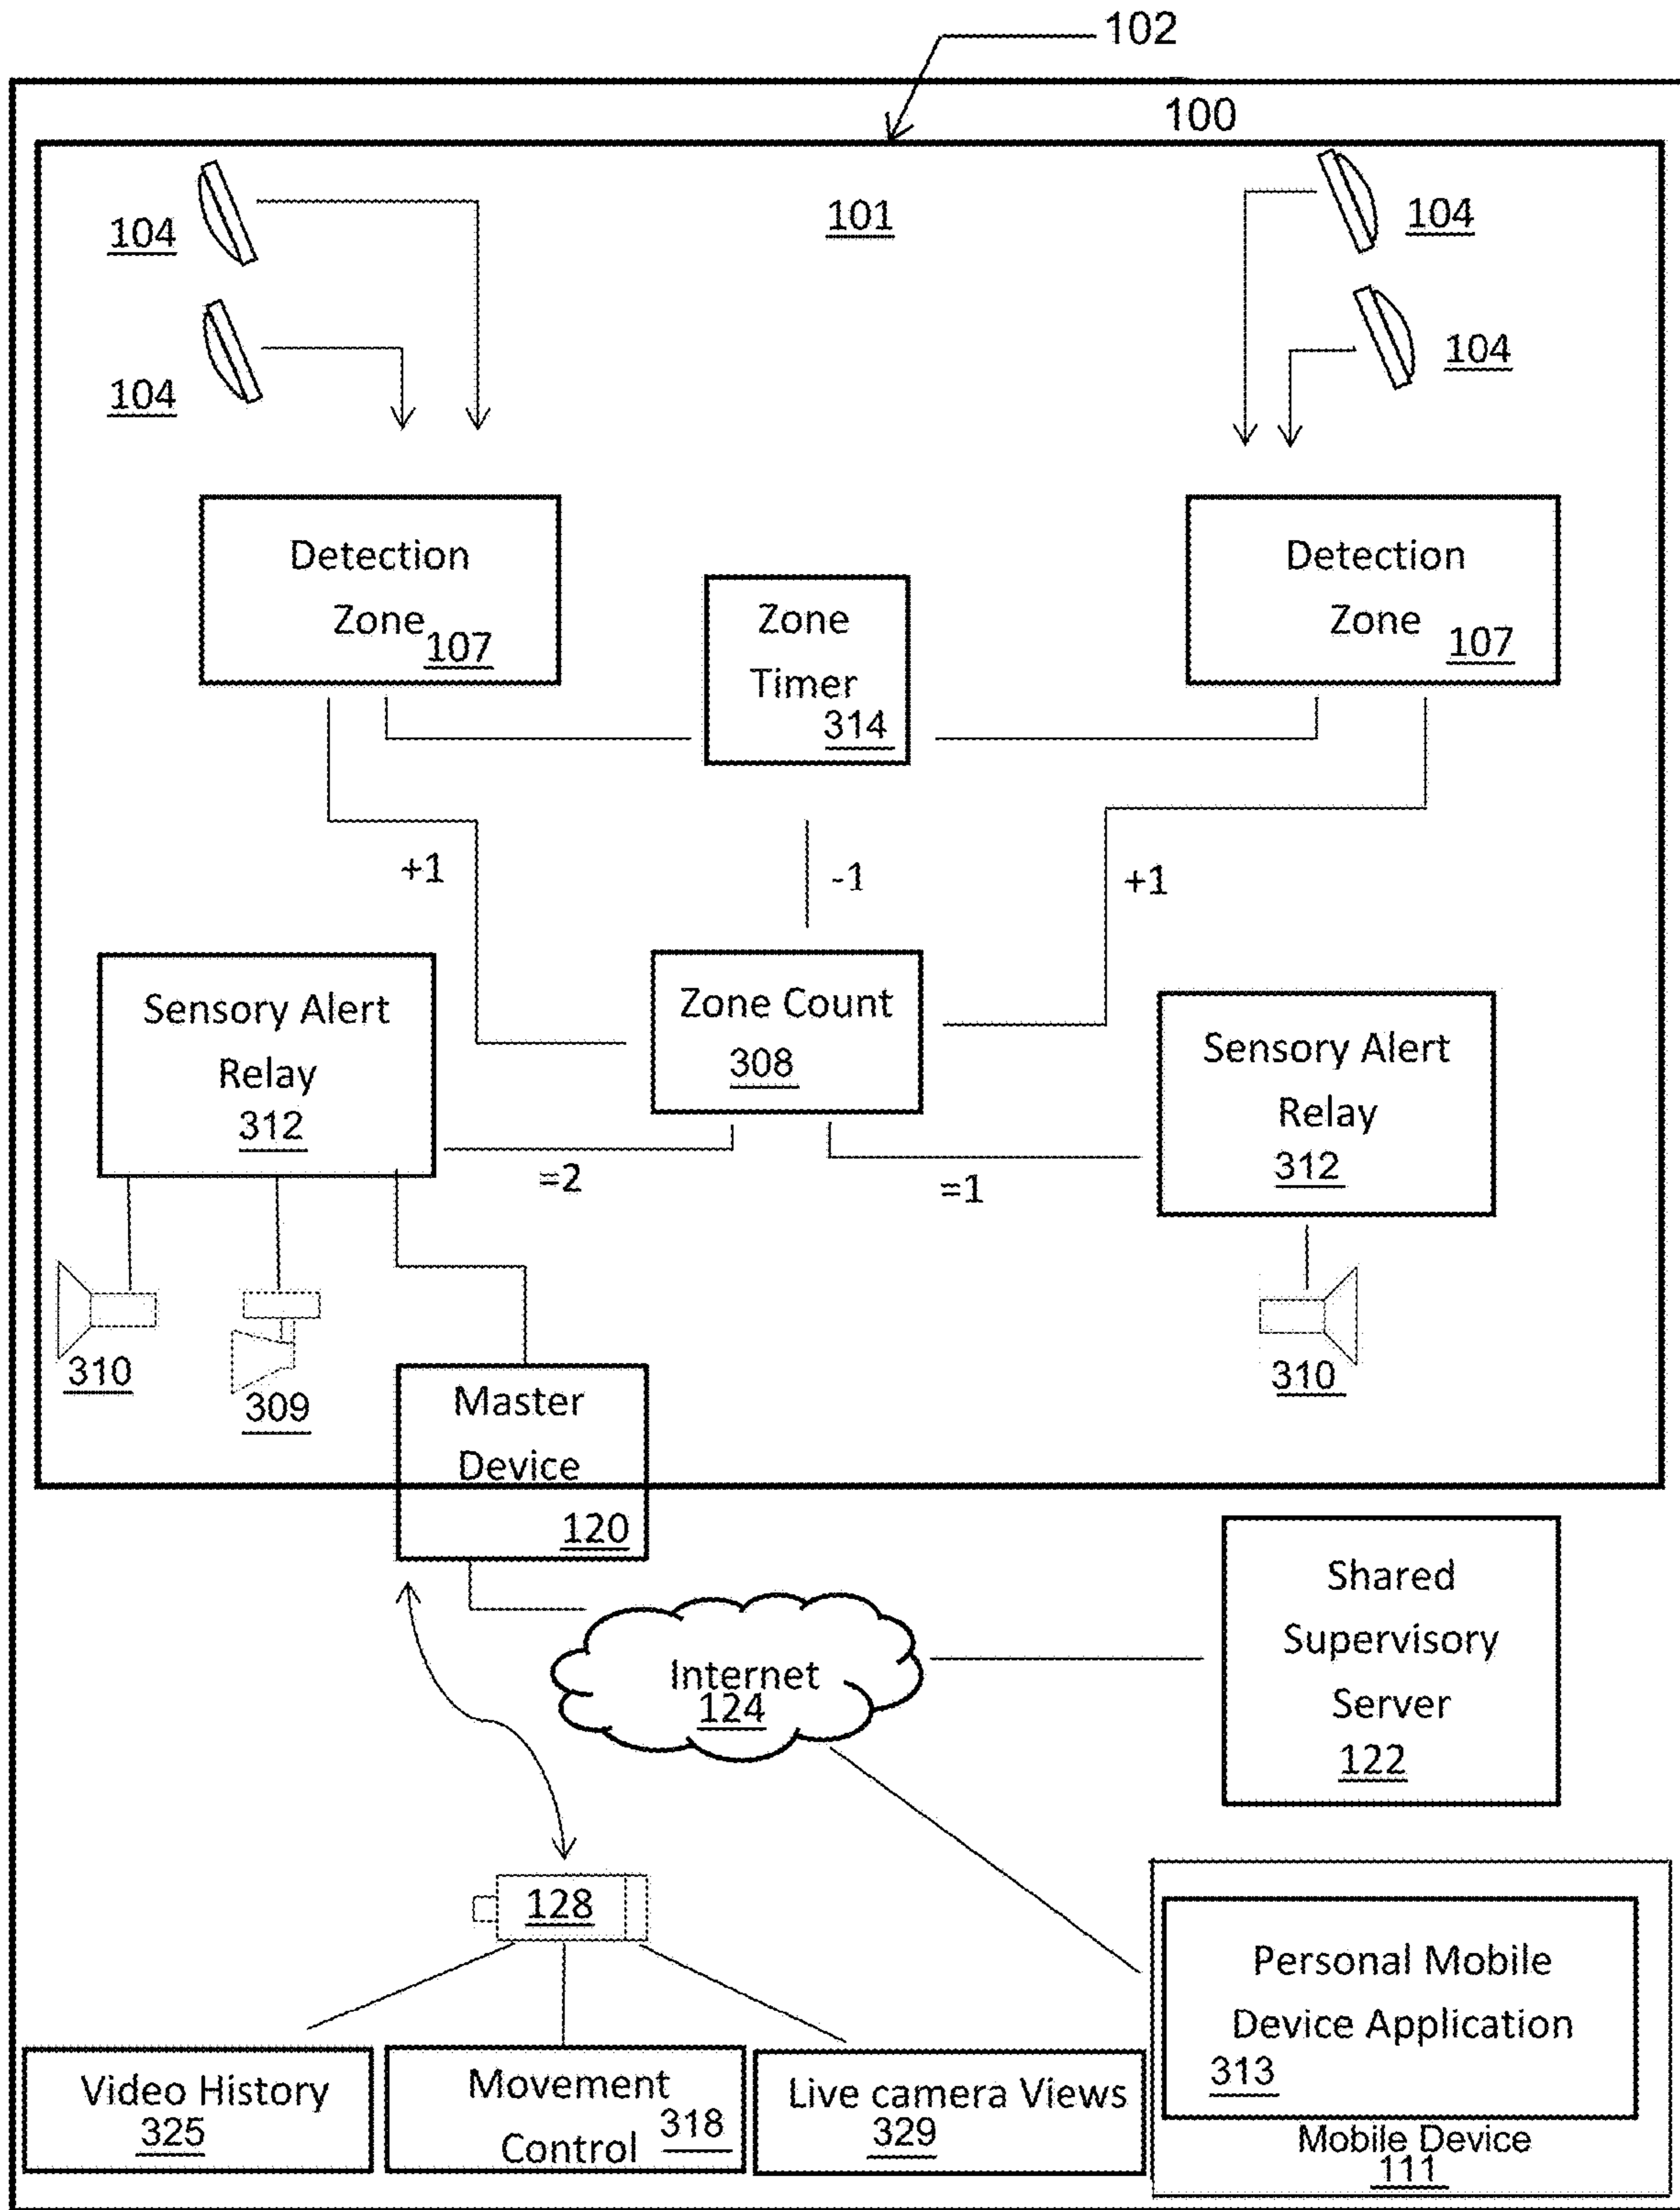 102
100
104
101
104
104
104
Detection
Zone
107
Detection
Zone
107
Zone
Timer
314
+1
-1
+1
Sensory Alert
Relay
312
Zone Count
308
Sensory Alert
Relay
312
=2
=1
310
309
310
Master
Device
120
Shared
Supervisory
Server
122
Internet
124
128
Personal Mobile
Device Application
313
Mobile Device
111
Video History
325
Movement
Control
318
Live camera Views
329